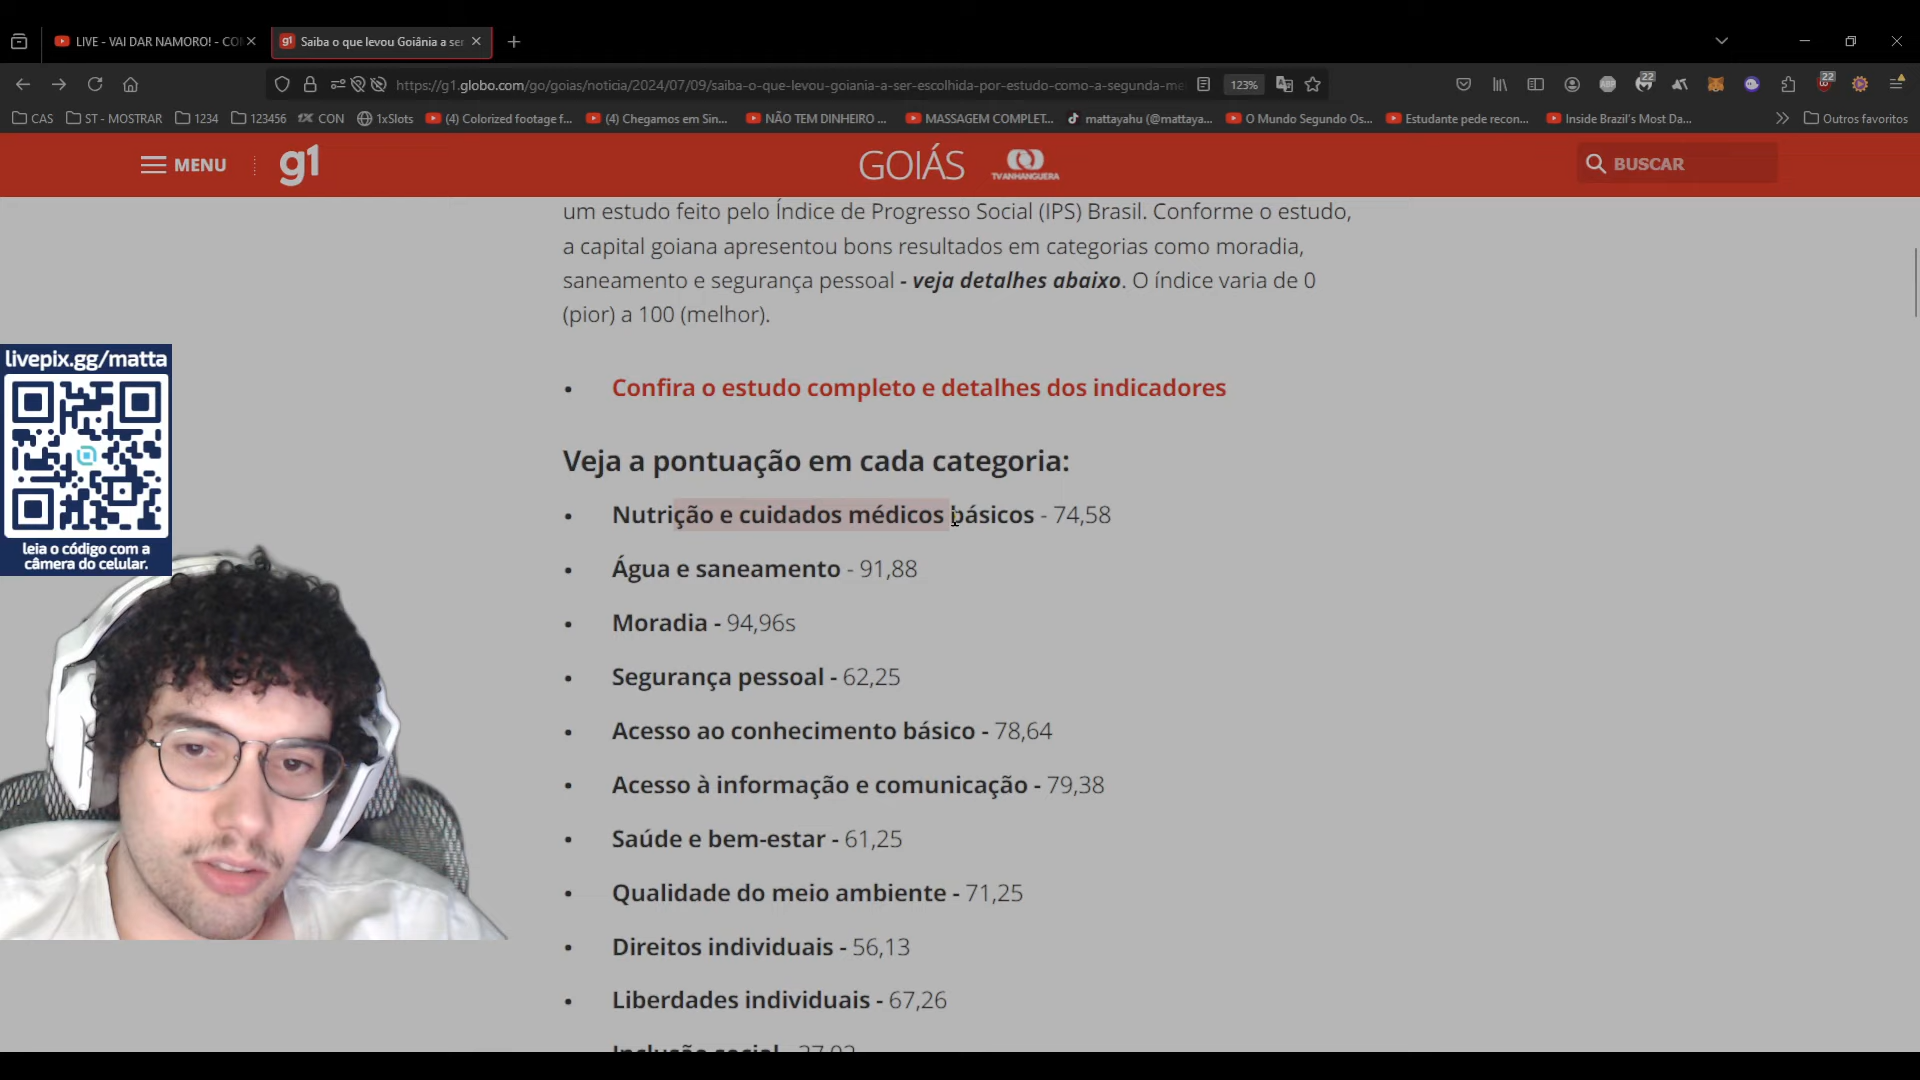 LIVE - VAI DAR NAMORO! - CO
Saiba o que levou Goiânia a ser
https://g1.globo.com/go/goias/noticia/2024/07/09/saiba-o-que-levou-goiania-a-ser-escolhida-por-estudo-como-a-segunda-me
123%
22
22
CAS
ST - MOSTRAR
1234
123456
CON
1xSlots
(4) Colorized footage f...
(4) Chegamos em Sin...
NÃO TEM DINHEIRO ...
MASSAGEM COMPLET...
mattayahu (@mattaya...
O Mundo Segundo Os...
Estudante pede recon...
Inside Brazil's Most Da...
Outros favoritos
MENU
g1
GOIÁS
TV ANHANGUERA
BUSCAR
um estudo feito pelo Índice de Progresso Social (IPS) Brasil. Conforme o estudo,
a capital goiana apresentou bons resultados em categorias como moradia,
saneamento e segurança pessoal - veja detalhes abaixo. O índice varia de 0
(pior) a 100 (melhor).
• Confira o estudo completo e detalhes dos indicadores
Veja a pontuação em cada categoria:
• Nutrição e cuidados médicos básicos - 74,58
• Água e saneamento - 91,88
• Moradia - 94,96s
• Segurança pessoal - 62,25
• Acesso ao conhecimento básico - 78,64
• Acesso à informação e comunicação - 79,38
• Saúde e bem-estar - 61,25
• Qualidade do meio ambiente - 71,25
• Direitos individuais - 56,13
• Liberdades individuais - 67,26
Inclusão social
livepix.gg/matta
leia o código com a
câmera do celular.